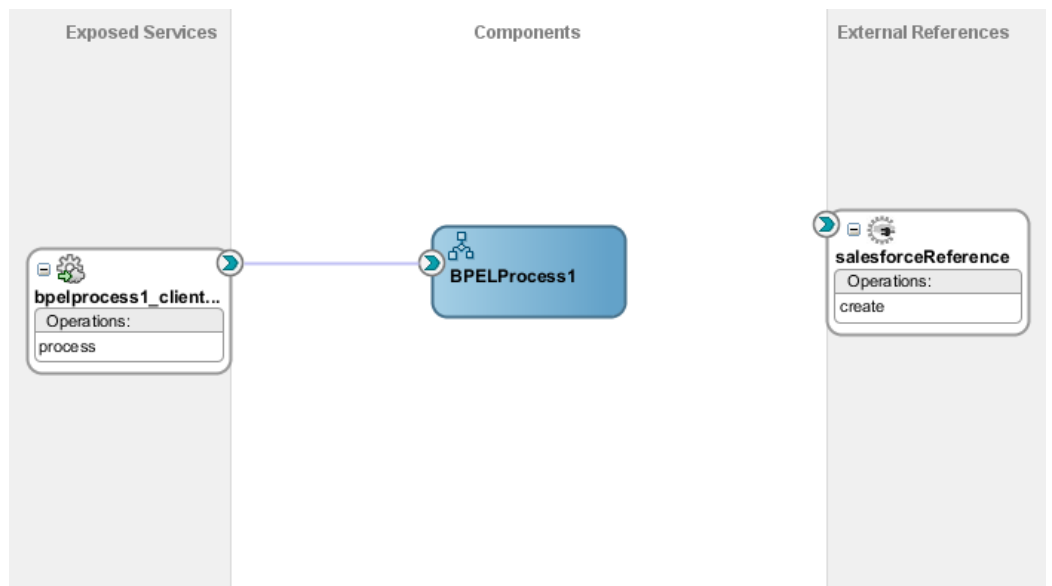 Exposed Services
Components
External References
bpelprocess1_client...
Operations:
process
BPELProcess1
salesforceReference
Operations:
create